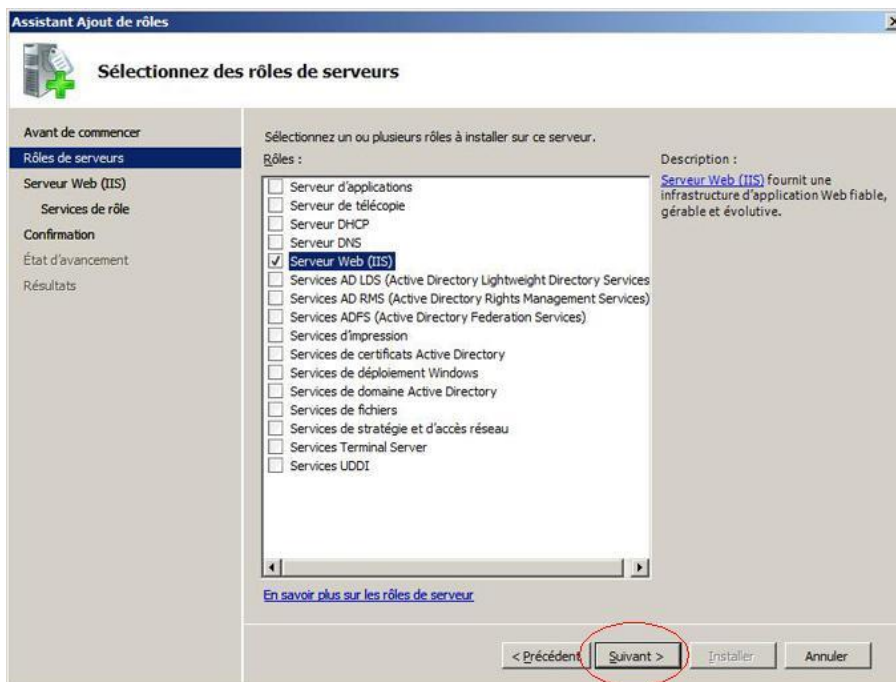 Assistant Ajout de rôles
Sélectionnez des rôles de serveurs
Avant de commencer
Rôles de serveurs
Serveur Web (IIS)
Services de rôle
Confirmation
État d'avancement
Résultats
Sélectionnez un ou plusieurs rôles à installer sur ce serveur.
Rôles :
Serveur d'applications
Serveur de télécopie
Serveur DHCP
Serveur DNS
Serveur Web (IIS)
Services AD LDS (Active Directory Lightweight Directory Services
Services AD RMS (Active Directory Rights Management Services)
Services ADFS (Active Directory Federation Services)
Services d'impression
Services de certificats Active Directory
Services de déploiement Windows
Services de domaine Active Directory
Services de fichiers
Services de stratégie et d'accès réseau
Services Terminal Server
Services UDDI
En savoir plus sur les rôles de serveur
Description :
Serveur Web (IIS) fournit une
infrastructure d'application Web fiable,
gérable et évolutive.
< Précédent
Suivant >
Installer
Annuler